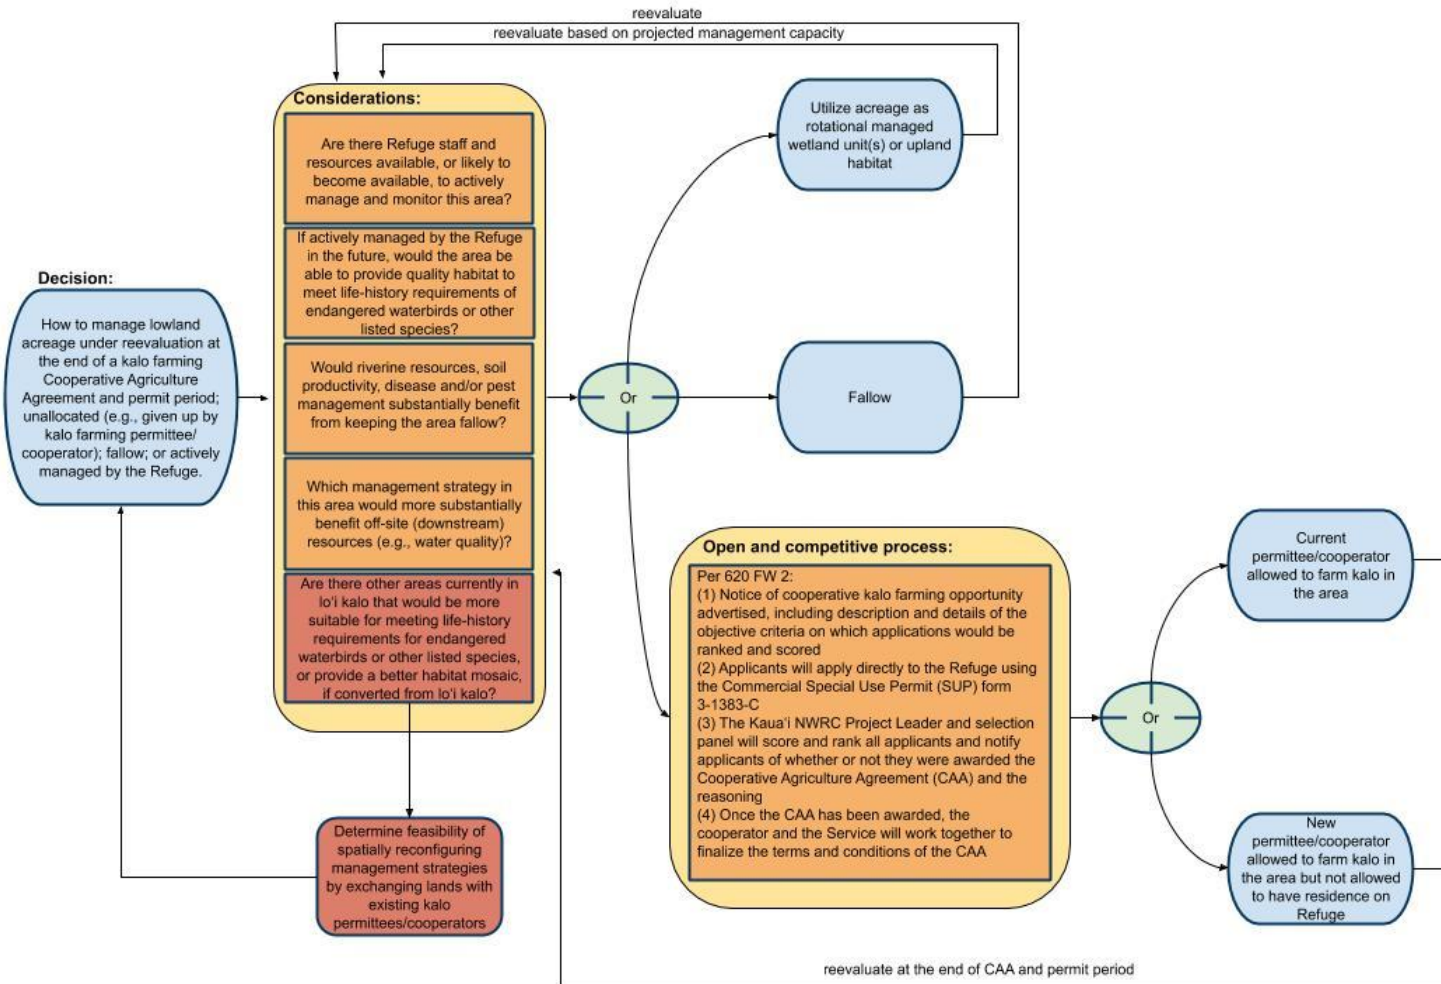 reevaluate
reevaluate based on projected management capacity
Considerations:
Are there Refuge staff and
resources available, or likely to
become available, to actively
manage and monitor this area?
If actively managed by the Refuge
in the future, would the area be
able to provide quality habitat to
meet life-history requirements of
endangered waterbirds or other
listed species?
Would riverine resources, soil
productivity, disease and/or pest
management substantially benefit
from keeping the area fallow?
Which management strategy in
this area would more substantially
benefit off-site (downstream)
resources (e.g., water quality)?
Are there other areas currently in
lo‘i kalo that would be more
suitable for meeting life-history
requirements for endangered
waterbirds or other listed species,
or provide a better habitat mosaic,
if converted from lo‘i kalo?
Decision:
How to manage lowland
acreage under reevaluation at
the end of a kalo farming
Cooperative Agriculture
Agreement and permit period;
unallocated (e.g., given up by
kalo farming permittee/
cooperator); fallow; or actively
managed by the Refuge.
Determine feasibility of
spatially reconfiguring
management strategies
by exchanging lands with
existing kalo
permittees/cooperators
Or
Utilize acreage as
rotational managed
wetland unit(s) or upland
habitat
Fallow
Open and competitive process:
Per 620 FW 2:
(1) Notice of cooperative kalo farming opportunity
advertised, including description and details of the
objective criteria on which applications would be
ranked and scored
(2) Applicants will apply directly to the Refuge using
the Commercial Special Use Permit (SUP) form
3-1383-C
(3) The Kaua‘i NWRC Project Leader and selection
panel will score and rank all applicants and notify
applicants of whether or not they were awarded the
Cooperative Agriculture Agreement (CAA) and the
reasoning
(4) Once the CAA has been awarded, the
cooperator and the Service will work together to
finalize the terms and conditions of the CAA
Or
Current
permittee/cooperator
allowed to farm kalo in
the area
New
permittee/cooperator
allowed to farm kalo in
the area but not allowed
to have residence on
Refuge
reevaluate at the end of CAA and permit period